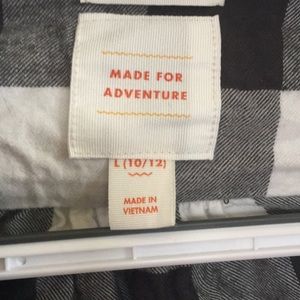 MADE FOR
ADVENTURE
L (10/12)
MADE IN
VIETNAM